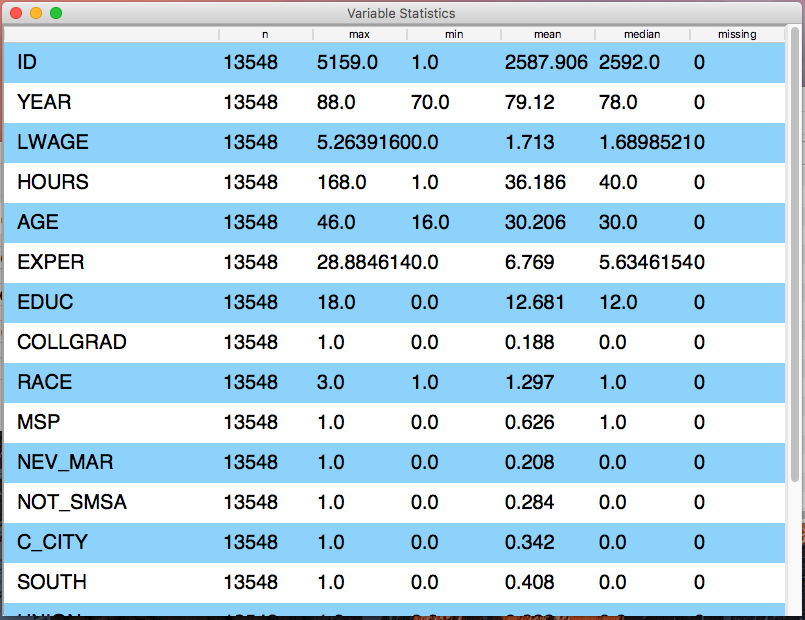 Variable Statistics
n max min mean median missing
ID 13548 5159.0 1.0 2587.906 2592.0 0
YEAR 13548 88.0 70.0 79.12 78.0 0
LWAGE 13548 5.26391600.0 1.713 1.68985210
HOURS 13548 168.0 1.0 36.186 40.0 0
AGE 13548 46.0 16.0 30.206 30.0 0
EXPER 13548 28.8846140.0 6.769 5.63461540
EDUC 13548 18.0 0.0 12.681 12.0 0
COLLGRAD 13548 1.0 0.0 0.188 0.0 0
RACE 13548 3.0 1.0 1.297 1.0 0
MSP 13548 1.0 0.0 0.626 1.0 0
NEV_MAR 13548 1.0 0.0 0.208 0.0 0
NOT_SMSA 13548 1.0 0.0 0.284 0.0 0
C_CITY 13548 1.0 0.0 0.342 0.0 0
SOUTH 13548 1.0 0.0 0.408 0.0 0